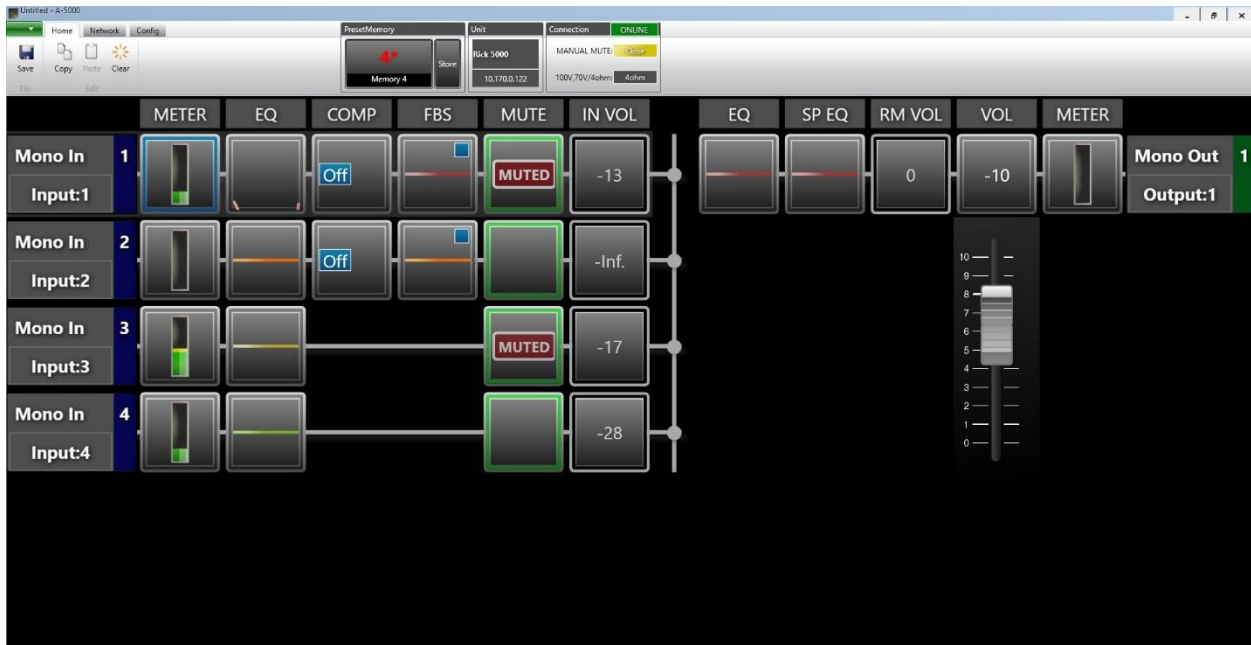 Untitled - A-5000
Home Network Config
Save Copy Paste Clear
File Edit
PresetMemory
4*
Memory 4
Store
Unit
Rick 5000
10.170.0.122
Connection ONLINE
MANUAL MUTE: Close
100V,70V/4ohm: 4ohm
METER EQ COMP FBS MUTE IN VOL EQ SP EQ RM VOL VOL METER
Mono In 1
Input:1
Off
MUTED
-13
0
-10
Mono Out 1
Output:1
Mono In 2
Input:2
Off
-Inf.
Mono In 3
Input:3
MUTED
-17
Mono In 4
Input:4
-28
10
9
8
7
6
5
4
3
2
1
0